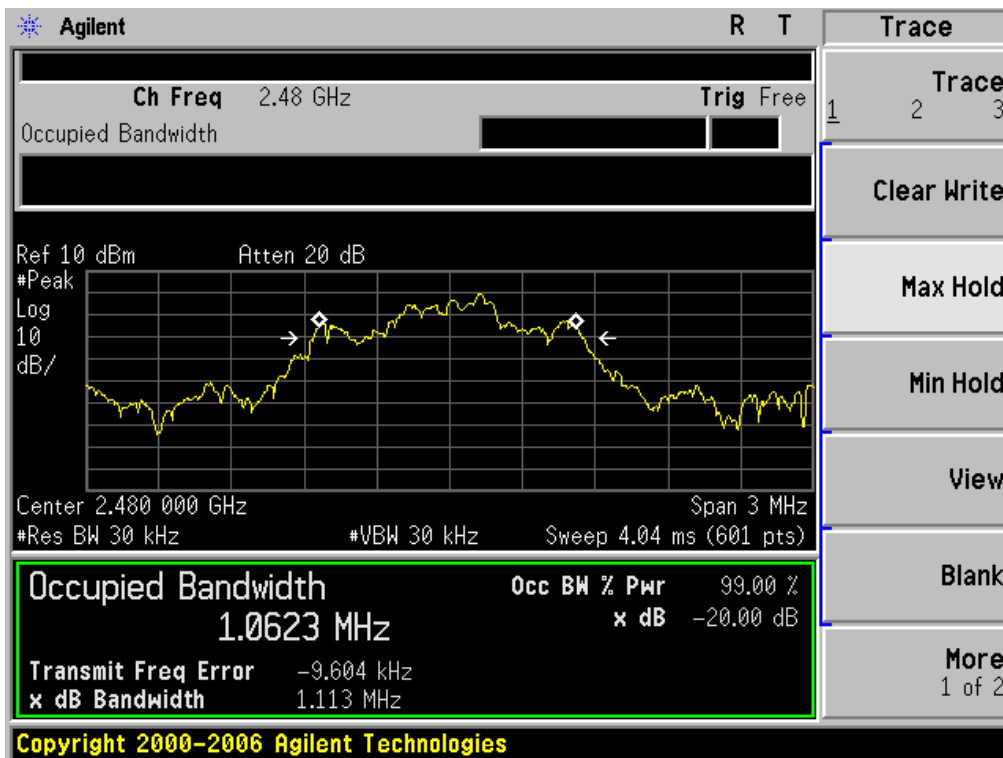 Agilent R T
Ch Freq 2.48 GHz Trig Free
Occupied Bandwidth
Ref 10 dBm Atten 20 dB
#Peak
Log
10
dB/
Center 2.480 000 GHz Span 3 MHz
#Res BW 30 kHz #VBW 30 kHz Sweep 4.04 ms (601 pts)
Occupied Bandwidth
1.0623 MHz
Occ BW % Pwr 99.00 %
x dB -20.00 dB
Transmit Freq Error -9.604 kHz
x dB Bandwidth 1.113 MHz
Copyright 2000-2006 Agilent Technologies
Trace
Trace
1 2 3
Clear Write
Max Hold
Min Hold
View
Blank
More
1 of 2